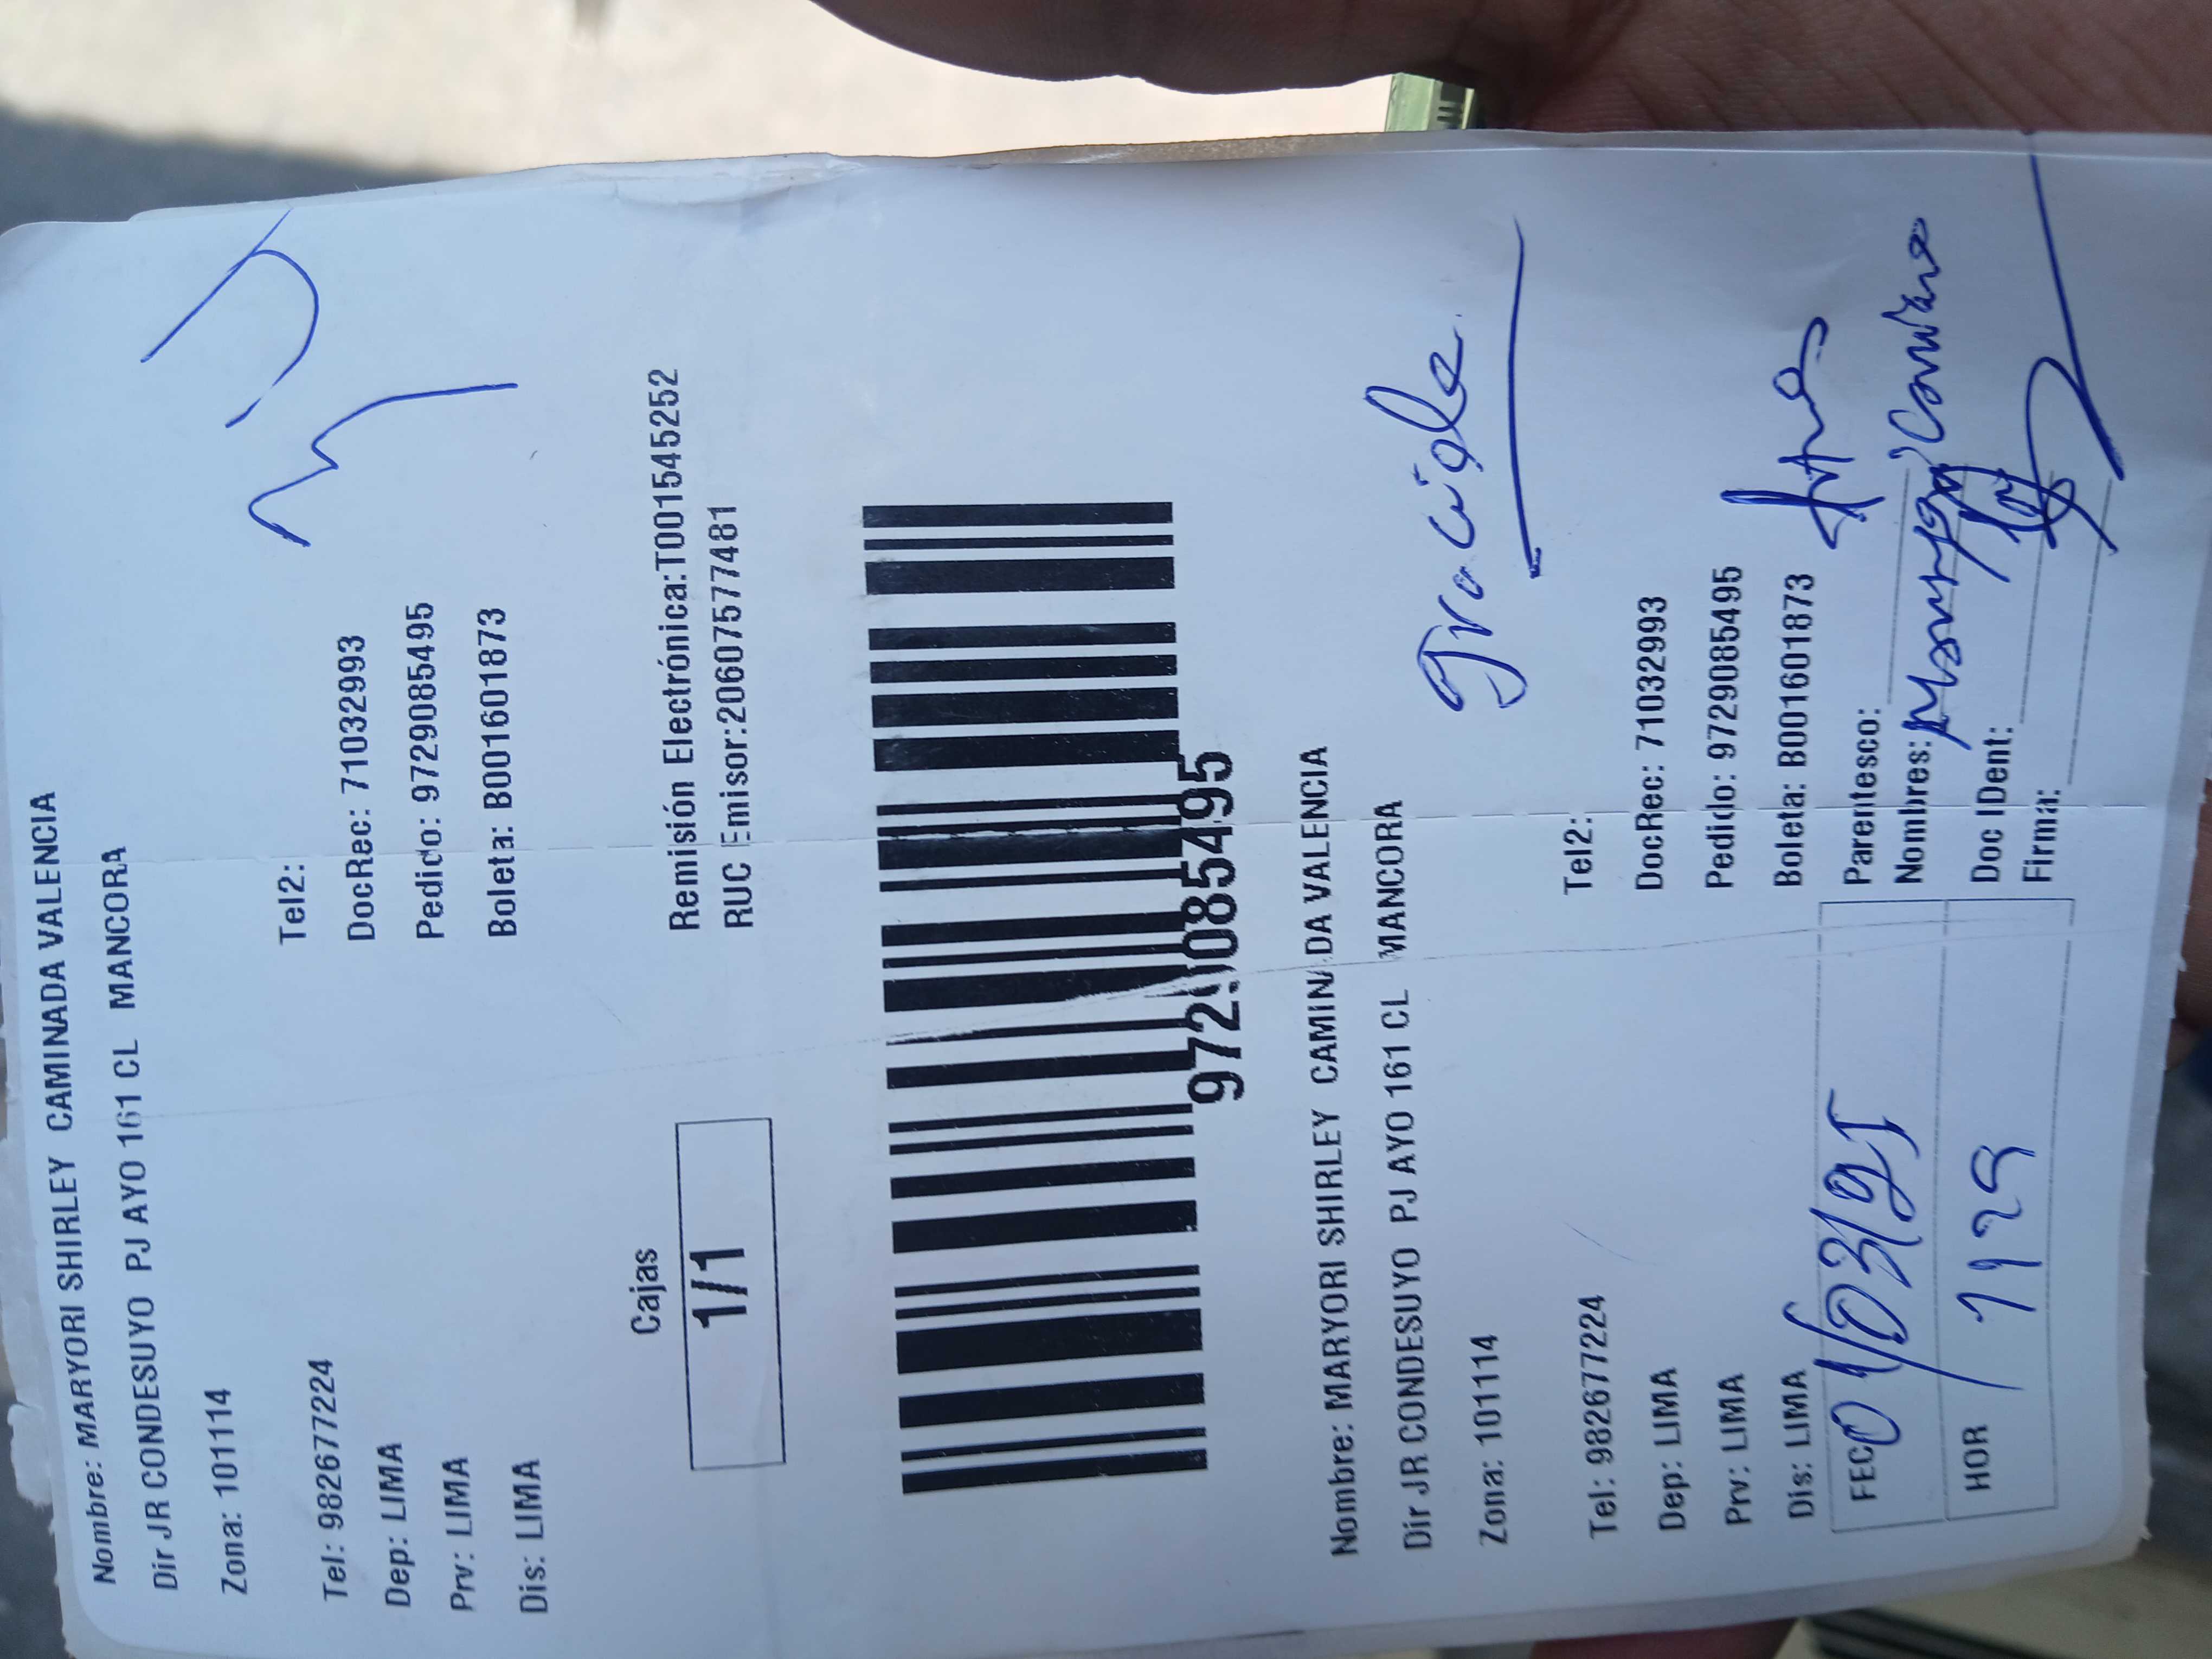 Nombre: MARYORI SHIRLEY CAMINADA VALENCIA
Dir JR CONDESUYO PJ AYO 161 CL MANCORA
Zona: 101114
Tel: 982677224 Tel2:
Dep: LIMA DocRec: 71032993
Prv: LIMA Pedido: 9729085495
Dis: LIMA Boleta: B001601873
Cajas
1/1
Remisión Electrónica:T001545252
RUC Emisor:20607577481
9729085495
Nombre: MARYORI SHIRLEY CAMINADA VALENCIA
Dir JR CONDESUYO PJ AYO 161 CL MANCORA
Zona: 101114
Tel: 982677224 Tel2:
Dep: LIMA DocRec: 71032993
Prv: LIMA Pedido: 9729085495
Dis: LIMA Boleta: B001601873
FEC 01/03/25
HOR 1129
Parentesco:
Nombres:
Doc IDent:
Firma: